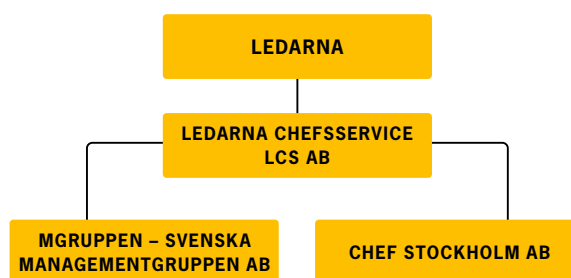 LEDARNA
LEDARNA CHEFSSERVICE
LCS AB
MGRUPPEN – SVENSKA
MANAGEMENTGRUPPEN AB
CHEF STOCKHOLM AB